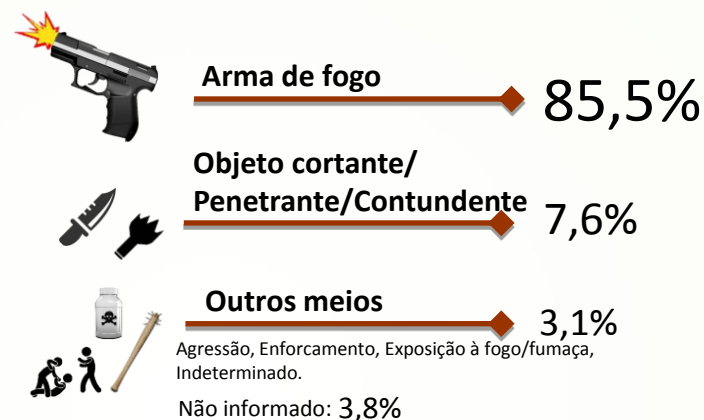 Arma de fogo
85,5%
Objeto cortante/
Penetrante/Contundente
7,6%
Outros meios
3,1%
Agressão, Enforcamento, Exposição à fogo/fumaça,
Indeterminado.
Não informado: 3,8%